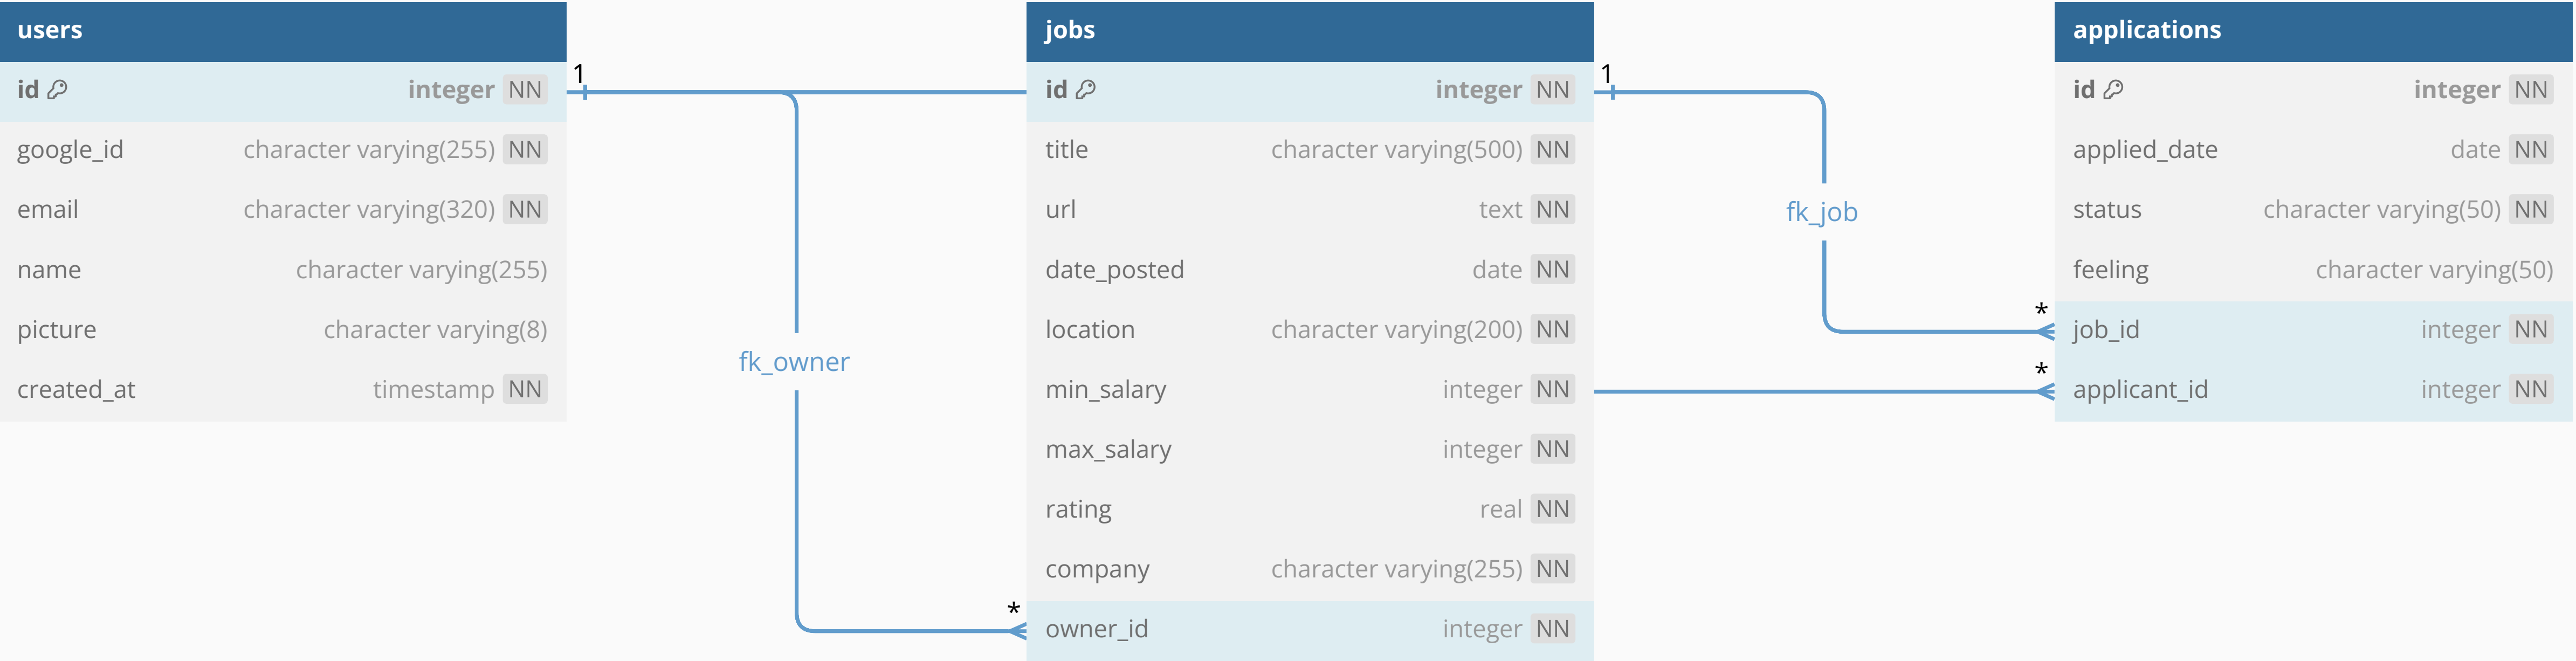 users
id integer NN
google_id character varying(255) NN
email character varying(320) NN
name character varying(255)
picture character varying(8)
created_at timestamp NN
1
fk_owner
*
jobs
id integer NN
title character varying(500) NN
url text NN
date_posted date NN
location character varying(200) NN
min_salary integer NN
max_salary integer NN
rating real NN
company character varying(255) NN
owner_id integer NN
1
fk_job
*
*
applications
id integer NN
applied_date date NN
status character varying(50) NN
feeling character varying(50)
job_id integer NN
applicant_id integer NN